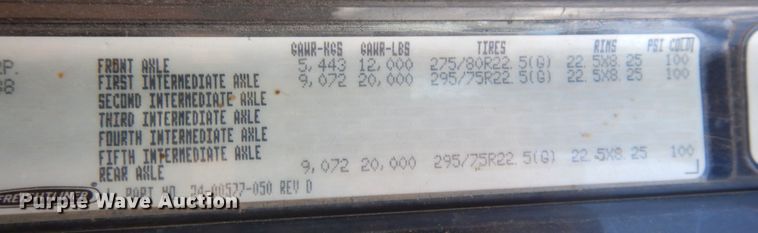 GAWR-KGS GAWR-LBS TIRES RIMS PSI COLD
FRONT AXLE 5,443 12,000 275/80R22.5(G) 22.5X8.25 100
FIRST INTERMEDIATE AXLE 9,072 20,000 295/75R22.5(G) 22.5X8.25 100
SECOND INTERMEDIATE AXLE
THIRD INTERMEDIATE AXLE
FOURTH INTERMEDIATE AXLE
FIFTH INTERMEDIATE AXLE
REAR AXLE 9,072 20,000 295/75R22.5(G) 22.5X8.25 100
PART NO. 24-00527-050 REV D
FREIGHTLINER
Purple Wave Auction